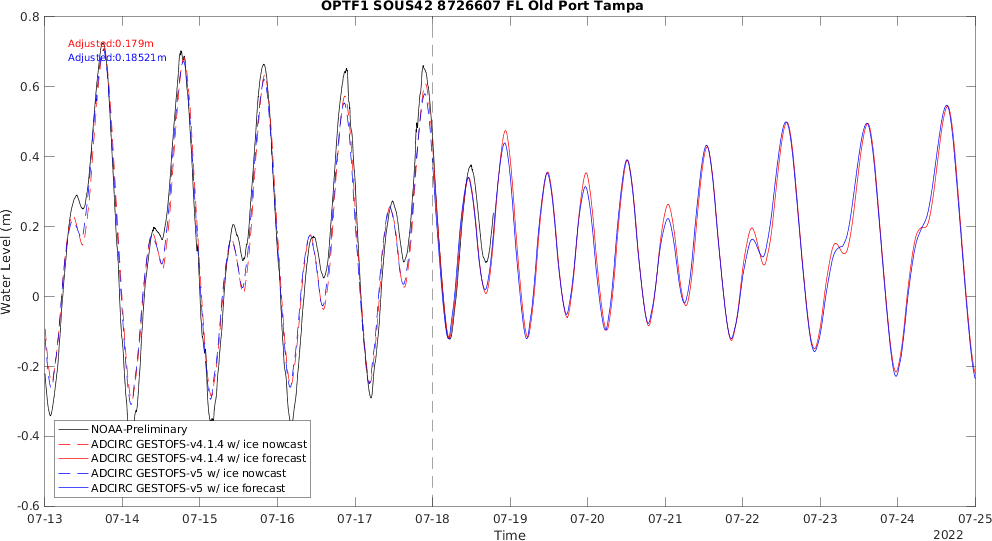 OPTF1 SOUS42 8726607 FL Old Port Tampa
Adjusted:0.179m
Adjusted:0.18521m
Water Level (m)
0.8
0.6
0.4
0.2
0
-0.2
-0.4
-0.6
NOAA-Preliminary
ADCIRC GESTOFS-v4.1.4 w/ ice nowcast
ADCIRC GESTOFS-v4.1.4 w/ ice forecast
ADCIRC GESTOFS-v5 w/ ice nowcast
ADCIRC GESTOFS-v5 w/ ice forecast
07-13 07-14 07-15 07-16 07-17 07-18 07-19 07-20 07-21 07-22 07-23 07-24 07-25
Time
2022